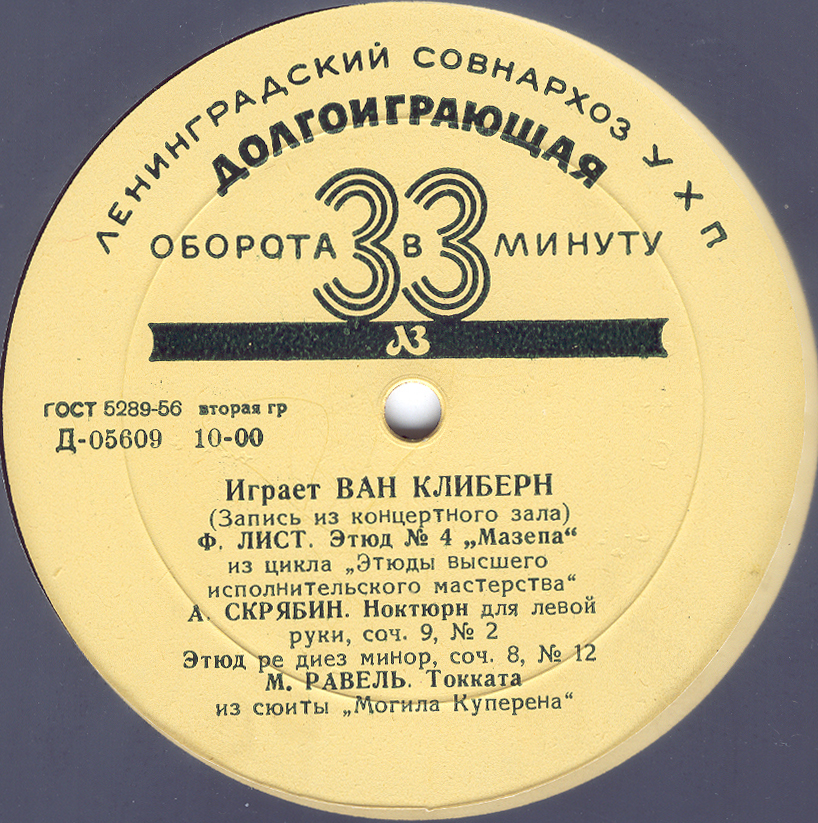 ЛЕНИНГРАДСКИЙ СОВНАРХОЗ УХП
ДОЛГОИГРАЮЩАЯ
ОБОРОТА 33 В МИНУТУ
ЛЗ
ГОСТ 5289-56 вторая гр
Д-05609 10-00
Играет ВАН КЛИБЕРН
(Запись из концертного зала)
Ф. ЛИСТ. Этюд № 4 „Мазепа“
из цикла „Этюды высшего
исполнительского мастерства“
А. СКРЯБИН. Ноктюрн для левой
руки, соч. 9, № 2
Этюд ре диез минор, соч. 8, № 12
М. РАВЕЛЬ. Токката
из сюиты „Могила Куперена“